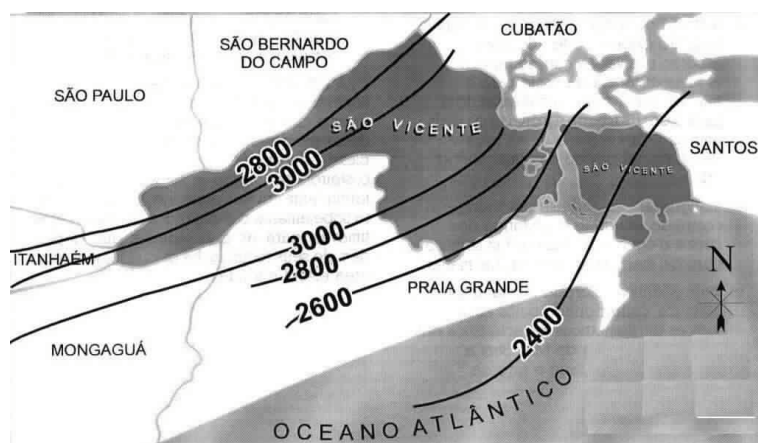 CUBATÃO
SÃO BERNARDO
DO CAMPO
SÃO PAULO
SÃO VICENTE
SANTOS
SÃO VICENTE
2800
3000
3000
ITANHAÉM
2800
N
PRAIA GRANDE
2600
2400
MONGAGUÁ
OCEANO ATLÂNTICO